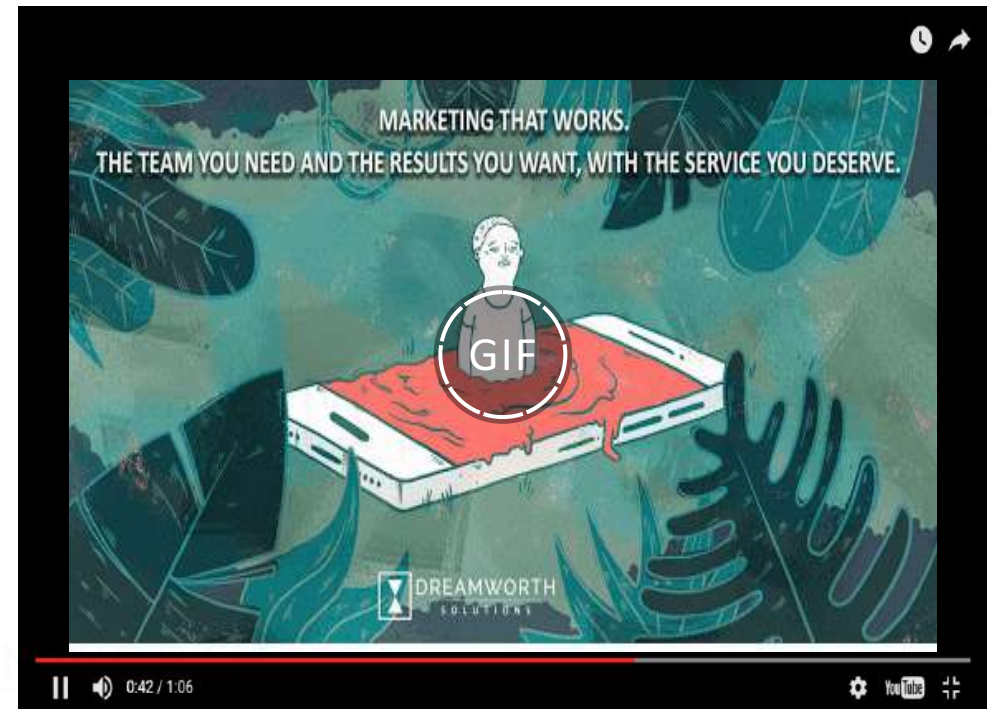 MARKETING THAT WORKS.
THE TEAM YOU NEED AND THE RESULTS YOU WANT, WITH THE SERVICE YOU DESERVE.
GIF
DREAMWORTH
SOLUTIONS
0:42 / 1:06
YouTube